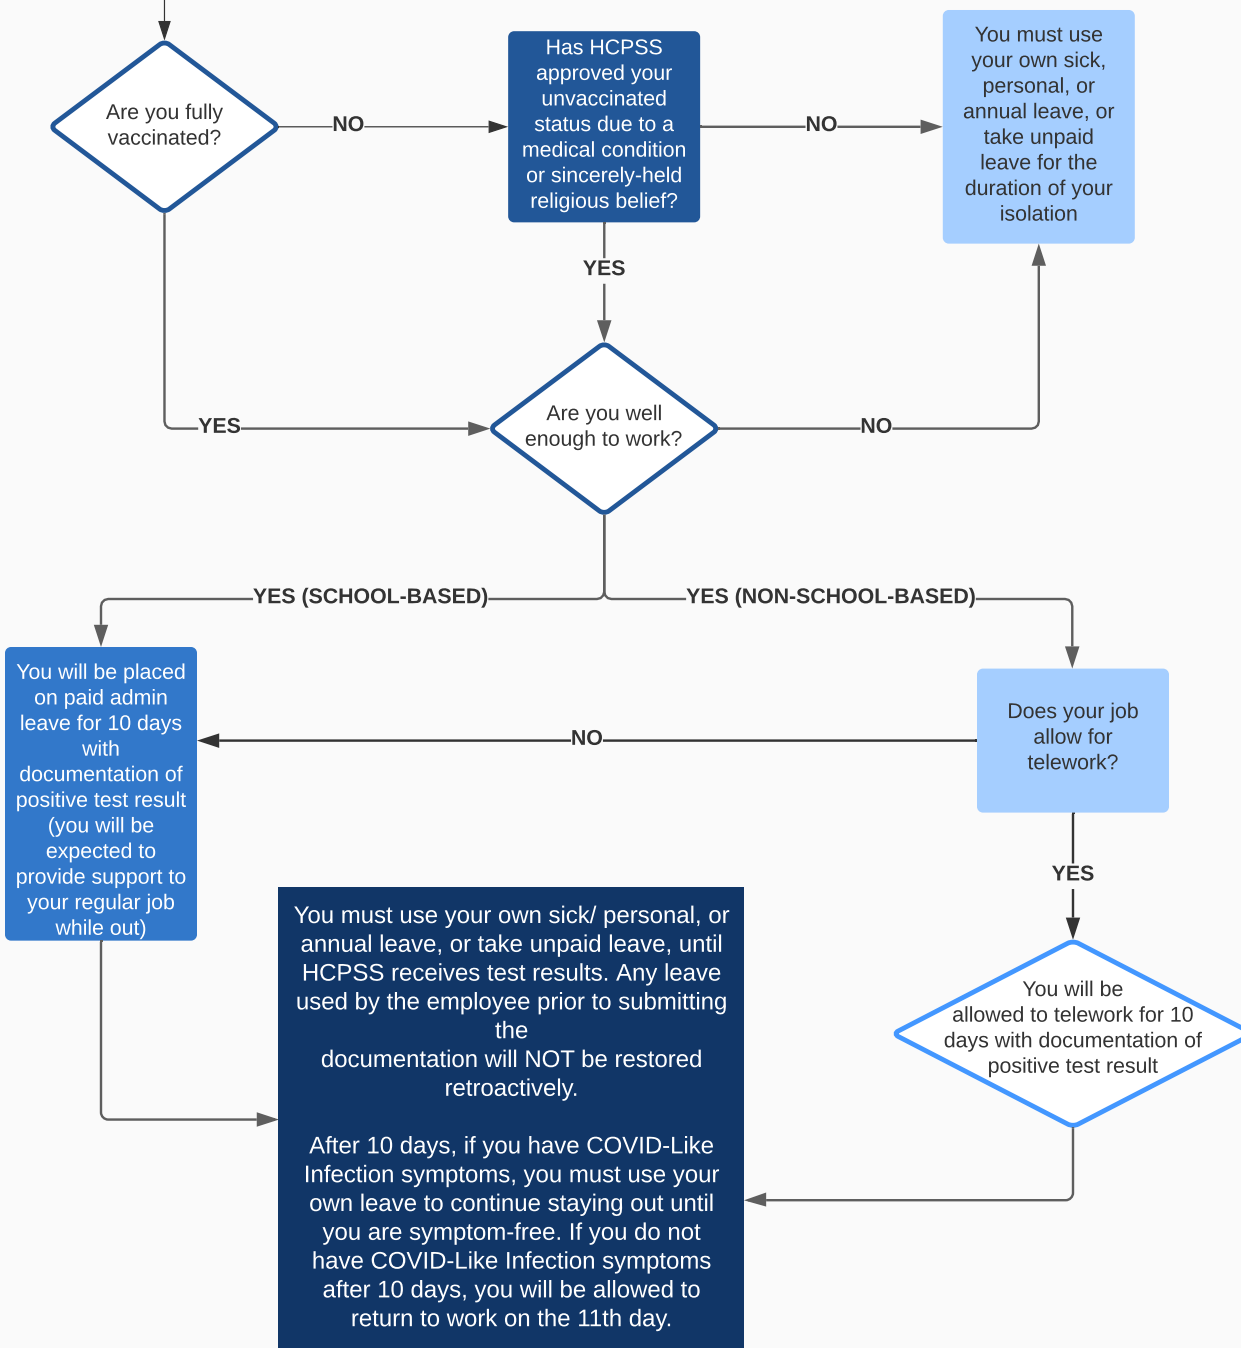 Are you fully
vaccinated?
NO
Has HCPSS
approved your
unvaccinated
status due to a
medical condition
or sincerely-held
religious belief?
NO
You must use
your own sick,
personal, or
annual leave, or
take unpaid
leave for the
duration of your
isolation
YES
YES
Are you well
enough to work?
NO
YES (SCHOOL-BASED)
YES (NON-SCHOOL-BASED)
You will be placed
on paid admin
leave for 10 days
with
documentation of
positive test result
(you will be
expected to
provide support to
your regular job
while out)
NO
Does your job
allow for
telework?
YES
You will be
allowed to telework for 10
days with documentation of
positive test result
You must use your own sick/ personal, or
annual leave, or take unpaid leave, until
HCPSS receives test results. Any leave
used by the employee prior to submitting
the
documentation will NOT be restored
retroactively.
After 10 days, if you have COVID-Like
Infection symptoms, you must use your
own leave to continue staying out until
you are symptom-free. If you do not
have COVID-Like Infection symptoms
after 10 days, you will be allowed to
return to work on the 11th day.